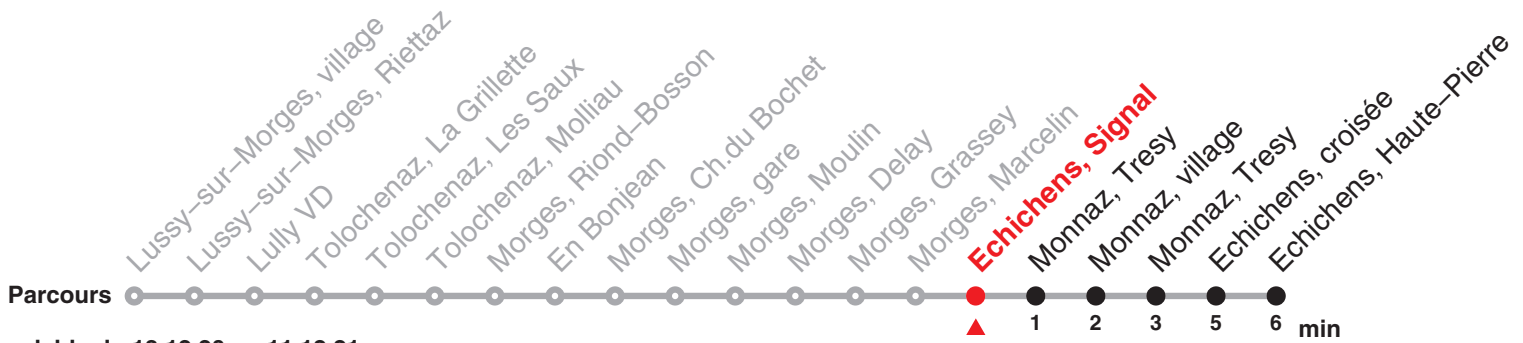 Lussy–sur–Morges, village
Lussy–sur–Morges, Riettaz
Lully VD
Tolochenaz, La Grillette
Tolochenaz, Les Saux
Tolochenaz, Molliau
Morges, Riond–Bosson
En Bonjean
Morges, Ch.du Bochet
Morges, gare
Morges, Moulin
Morges, Delay
Morges, Grassey
Morges, Marcelin
Echichens, Signal
Monnaz, Tresy
Monnaz, village
Monnaz, Tresy
Echichens, croisée
Echichens, Haute–Pierre
Parcours
1 2 3 5 6 min